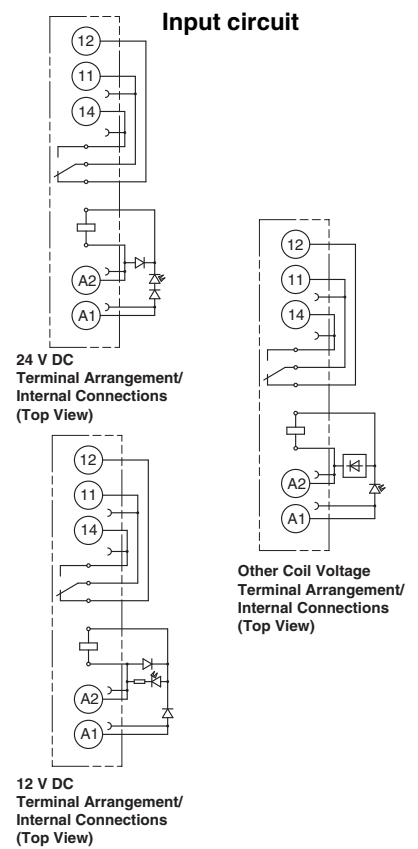 Input circuit
12
11
14
A2
A1
24 V DC
Terminal Arrangement/
Internal Connections
(Top View)
12
11
14
A2
A1
Other Coil Voltage
Terminal Arrangement/
Internal Connections
(Top View)
12
11
14
A2
A1
12 V DC
Terminal Arrangement/
Internal Connections
(Top View)